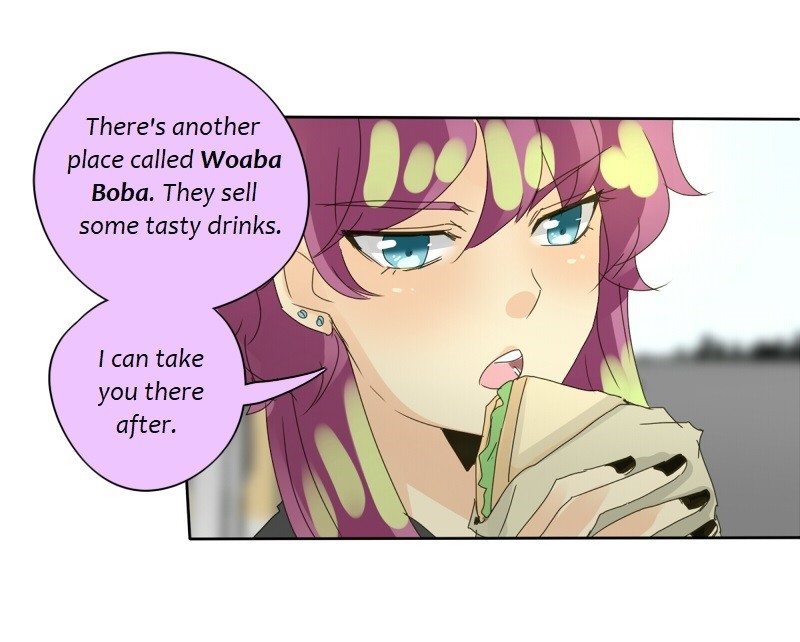 There's another
place called Woaba
Boba. They sell
some tasty drinks.
I can take
you there
after.